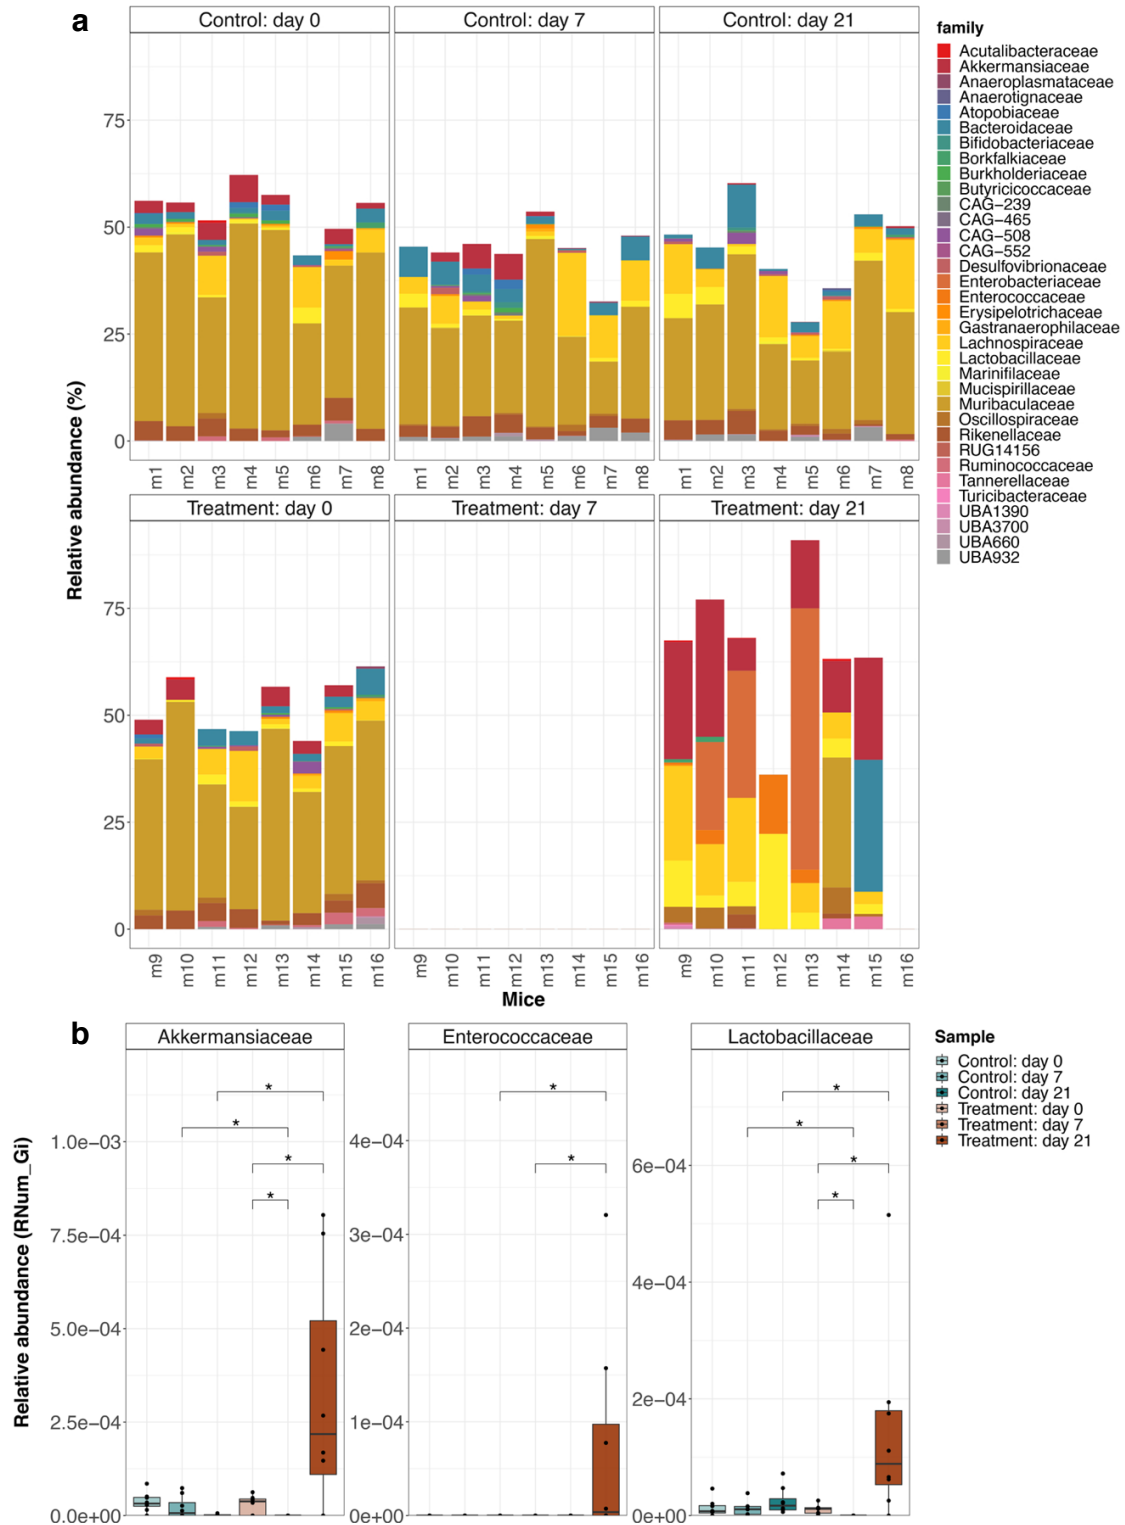 a
Control: day 0
Control: day 7
Control: day 21
75
50
25
0
m1 m2 m3 m4 m5 m6 m7 m8
m1 m2 m3 m4 m5 m6 m7 m8
m1 m2 m3 m4 m5 m6 m7 m8
Treatment: day 0
Treatment: day 7
Treatment: day 21
75
50
25
0
m9 m10 m11 m12 m13 m14 m15 m16
m9 m10 m11 m12 m13 m14 m15 m16
m9 m10 m11 m12 m13 m14 m15 m16
Relative abundance (%)
Mice
family
Acutalibacteraceae
Akkermansiaceae
Anaeroplasmataceae
Anaerotignaceae
Atopobiaceae
Bacteroidaceae
Bifidobacteriaceae
Borkfalkiaceae
Burkholderiaceae
Butyricicoccaceae
CAG−239
CAG−465
CAG−508
CAG−552
Desulfovibrionaceae
Enterobacteriaceae
Enterococcaceae
Erysipelotrichaceae
Gastranaerophilaceae
Lachnospiraceae
Lactobacillaceae
Marinifilaceae
Mucispirillaceae
Muribaculaceae
Oscillospiraceae
Rikenellaceae
RUG14156
Ruminococcaceae
Tannerellaceae
Turicibacteraceae
UBA1390
UBA3700
UBA660
UBA932
b
Akkermansiaceae
Enterococcaceae
Lactobacillaceae
Relative abundance (RNum_Gi)
1.0e−03
7.5e−04
5.0e−04
2.5e−04
0.0e+00
* * * *
4e−04
3e−04
2e−04
1e−04
0e+00
* *
6e−04
4e−04
2e−04
0e+00
* * * *
Sample
Control: day 0
Control: day 7
Control: day 21
Treatment: day 0
Treatment: day 7
Treatment: day 21